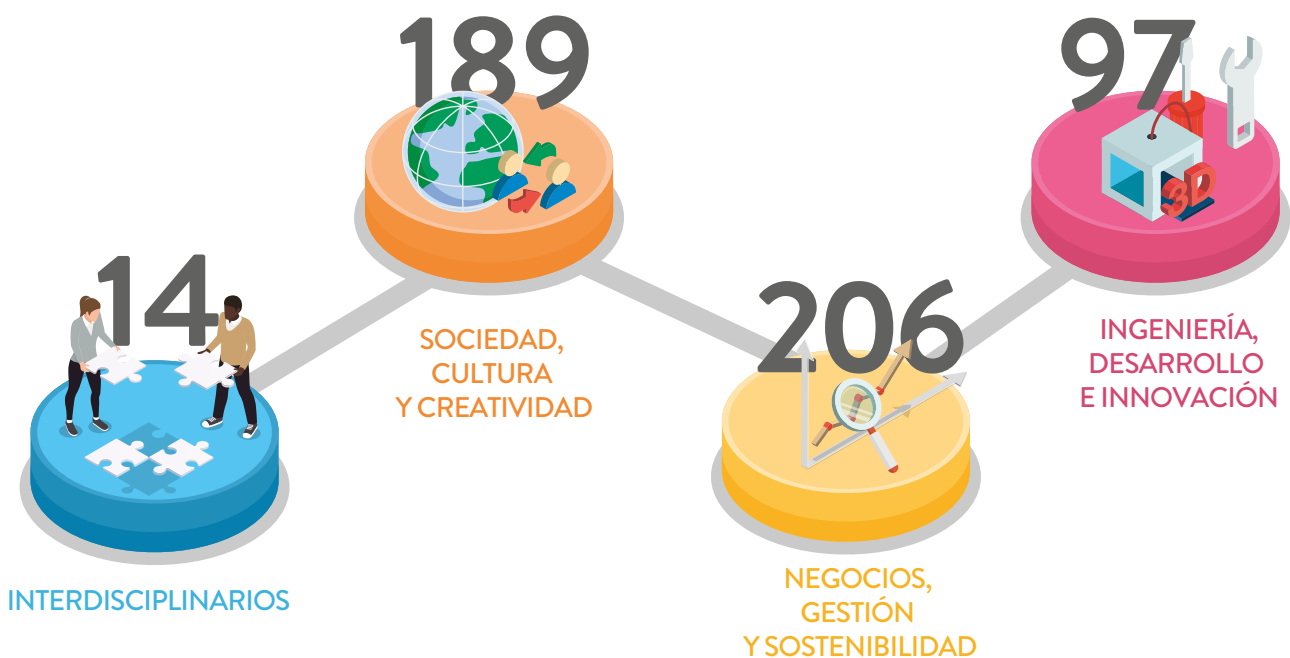 14
INTERDISCIPLINARIOS
189
SOCIEDAD,
CULTURA
Y CREATIVIDAD
206
NEGOCIOS,
GESTIÓN
Y SOSTENIBILIDAD
97
3D
INGENIERÍA,
DESARROLLO
E INNOVACIÓN